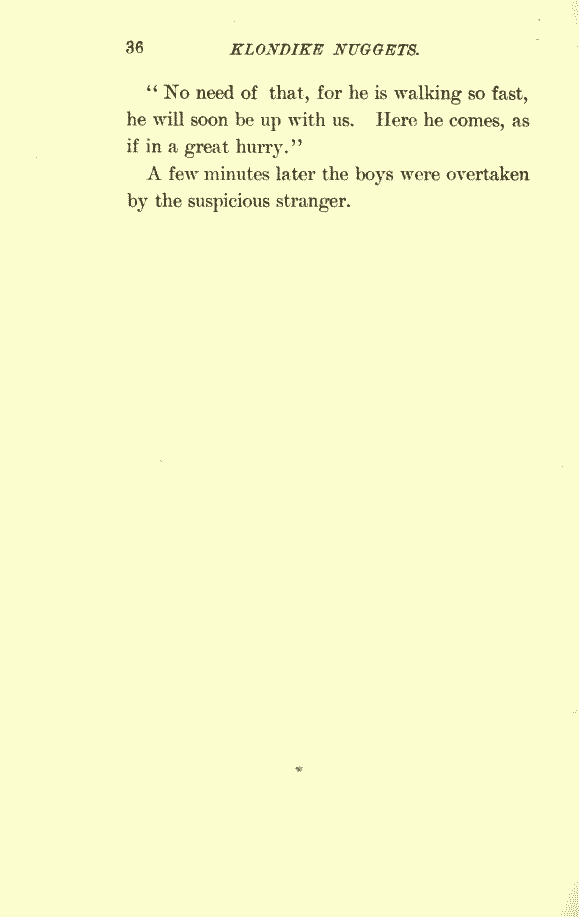 36 KLONDIKE NUGGETS.
“ No need of that, for he is walking so fast,
he will soon be up with us. Here he comes, as
if in a great hurry.”
A few minutes later the boys were overtaken
by the suspicious stranger.